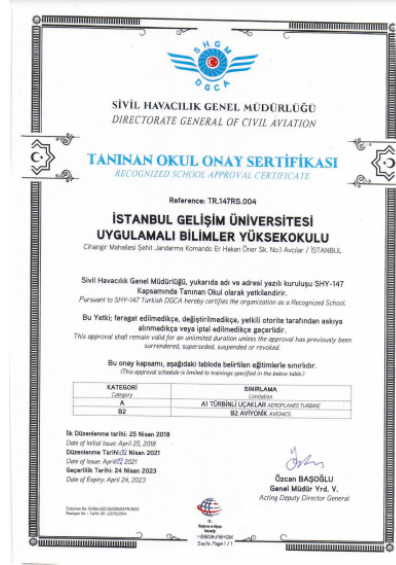 SHGM
DGCA
SİVİL HAVACILIK GENEL MÜDÜRLÜĞÜ
DIRECTORATE GENERAL OF CIVIL AVIATION
TANINAN OKUL ONAY SERTİFİKASI
RECOGNIZED SCHOOL APPROVAL CERTIFICATE
Reference: TR.147RS.004
İSTANBUL GELİŞİM ÜNİVERSİTESİ
UYGULAMALI BİLİMLER YÜKSEKOKULU
Cihangir Mahallesi Şehit Jandarma Komando Er Hakan Öner Sk. No:1 Avcılar / İSTANBUL
Sivil Havacılık Genel Müdürlüğü, yukarıda adı ve adresi yazılı kuruluşu SHY-147
Kapsamında Tanınan Okul olarak yetkilendirir.
Pursuant to SHY-147 Turkish DGCA hereby certifies the organization as a Recognized School.
Bu Yetki; feragat edilmedikçe, değiştirilmedikçe, yetkili otorite tarafından askıya
alınmadıkça veya iptal edilmedikçe geçerlidir.
This approval shall remain valid for an unlimited duration unless the approval has previously been
surrendered, superseded, suspended or revoked.
Bu onay kapsamı, aşağıdaki tabloda belirtilen eğitimlerle sınırlıdır.
(This approval schedule is limited to trainings specified in the below table.)
KATEGORİ SINIRLAMA
Category Limitation
A A1 TÜRBİNLİ UÇAKLAR AEROPLANES TURBINE
B2 B2 AVİYONİK AVIONICS
İlk Düzenlenme tarihi: 25 Nisan 2018
Date of Initial Issue: April 25, 2018
Düzenlenme Tarihi: Nisan 2021
Date of Issue: April 2021
Geçerlilik Tarihi: 24 Nisan 2023
Date of Expiry: April 24, 2023
Özcan BAŞOĞLU
Genel Müdür Yrd. V.
Acting Deputy Director General
Sayfa Page 1 / 1